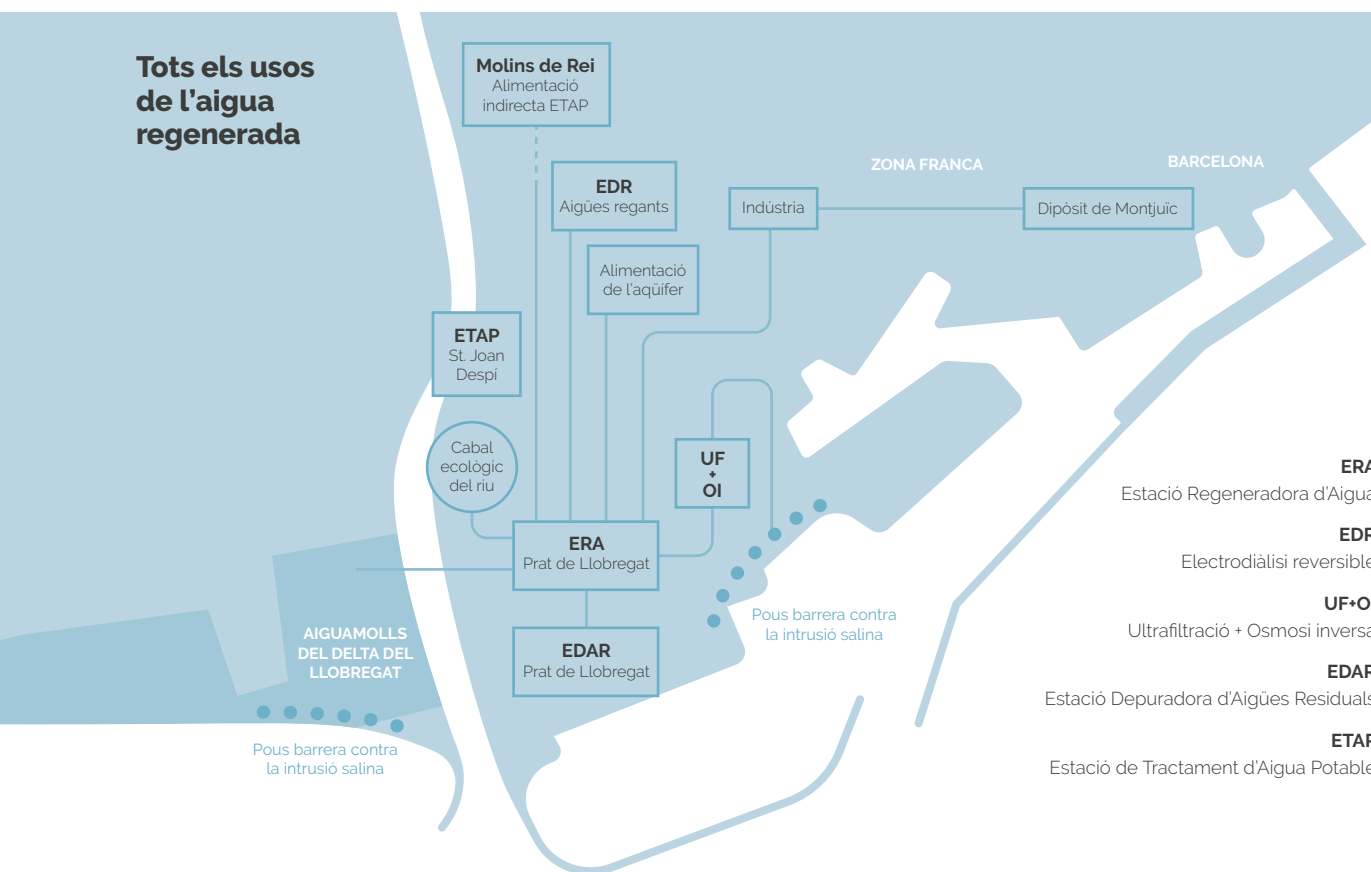 Tots els usos
de l'aigua
regenerada
Molins de Rei
Alimentació
indirecta ETAP
EDR
Aigües regants
Alimentació
de l'aqüífer
Indústria
ZONA FRANCA
BARCELONA
Dipòsit de Montjuïc
ETAP
St. Joan
Despí
Cabal
ecològic
del riu
UF
+
OI
ERA
Prat de Llobregat
EDAR
Prat de Llobregat
AIGUAMOLLS
DEL DELTA DEL
LLOBREGAT
Pous barrera contra
la intrusió salina
Pous barrera contra
la intrusió salina
ERA
Estació Regeneradora d'Aigua
EDR
Electrodiàlisi reversible
UF+O
Ultrafiltració + Osmosi inversa
EDAR
Estació Depuradora d'Aigües Residuals
ETAP
Estació de Tractament d'Aigua Potable